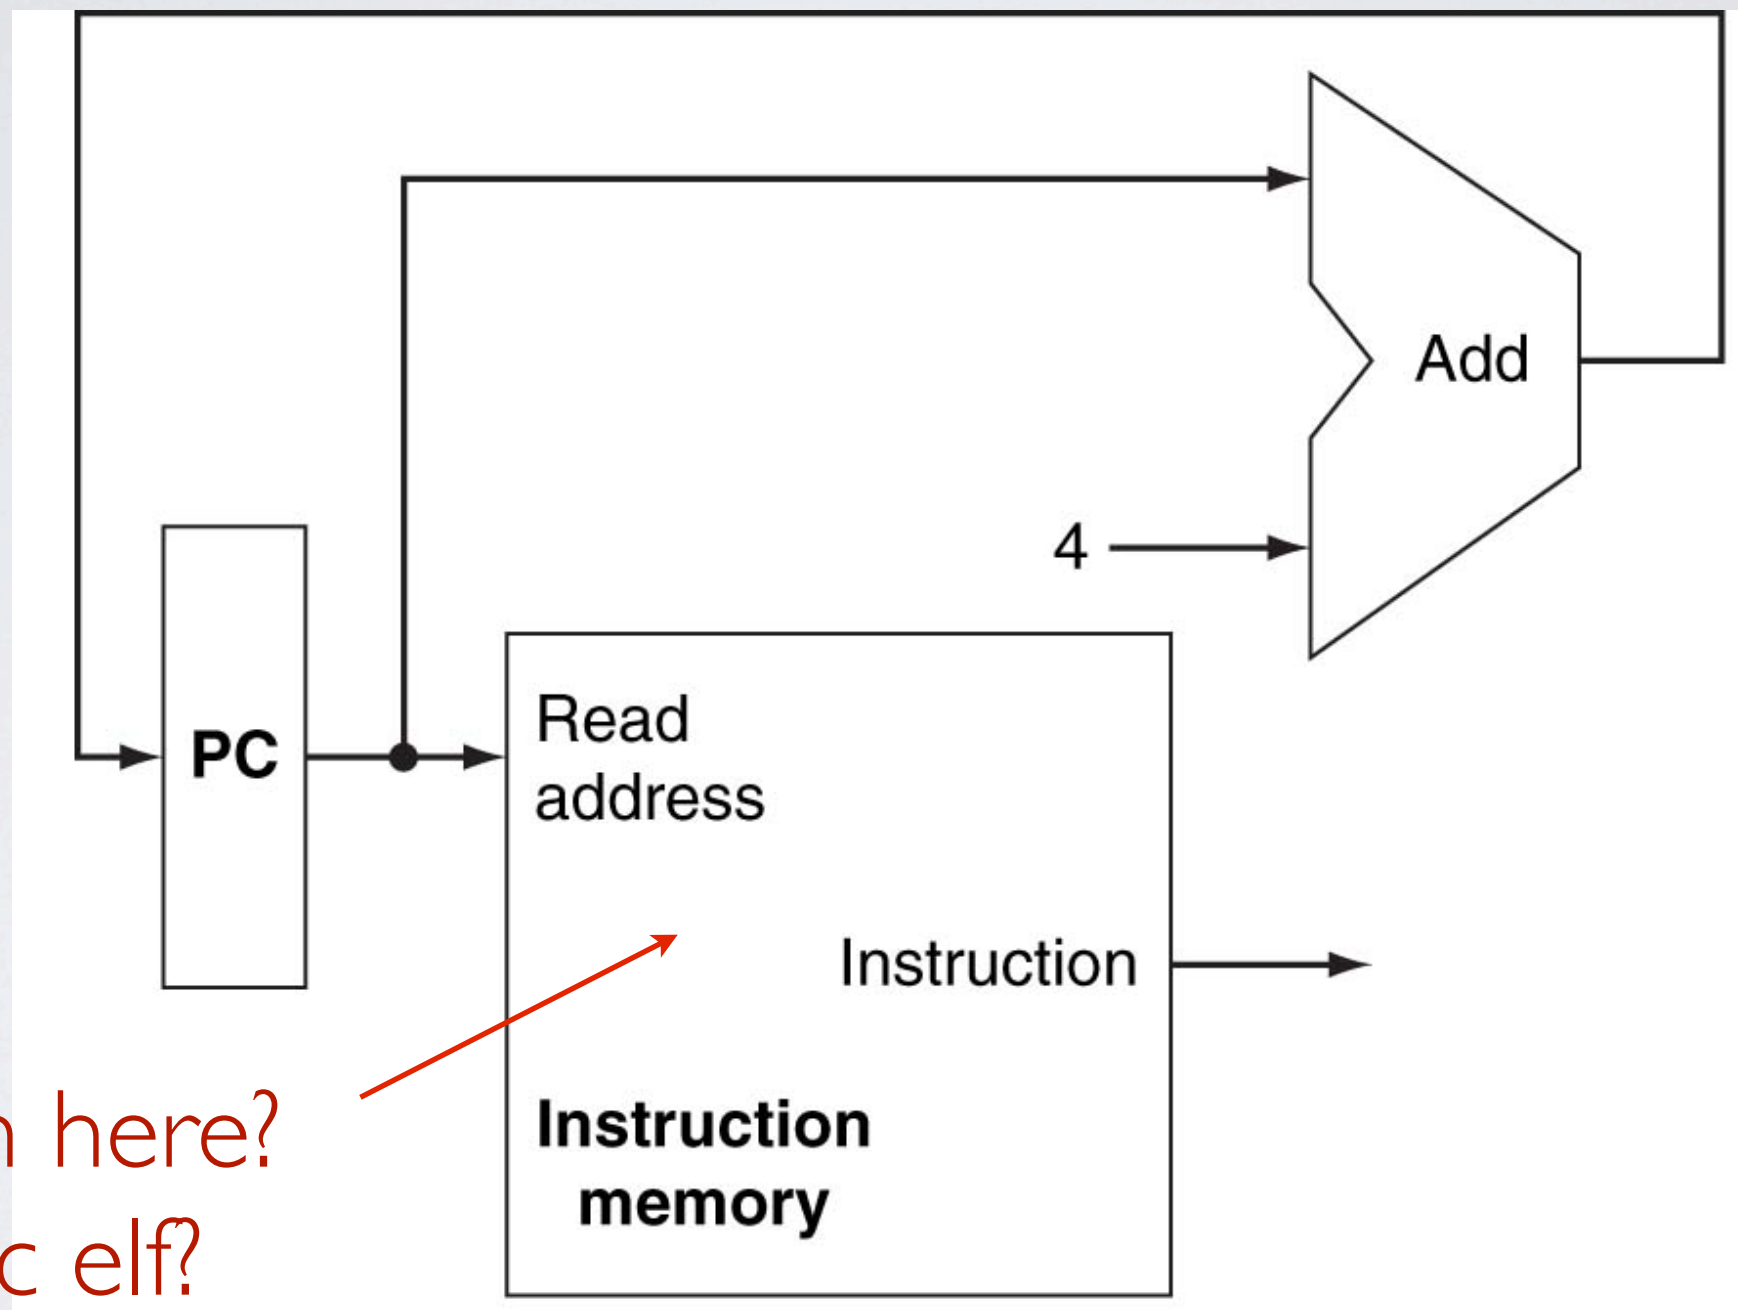 Add
4
PC
Read
address
Instruction
Instruction
memory
here?
elf?